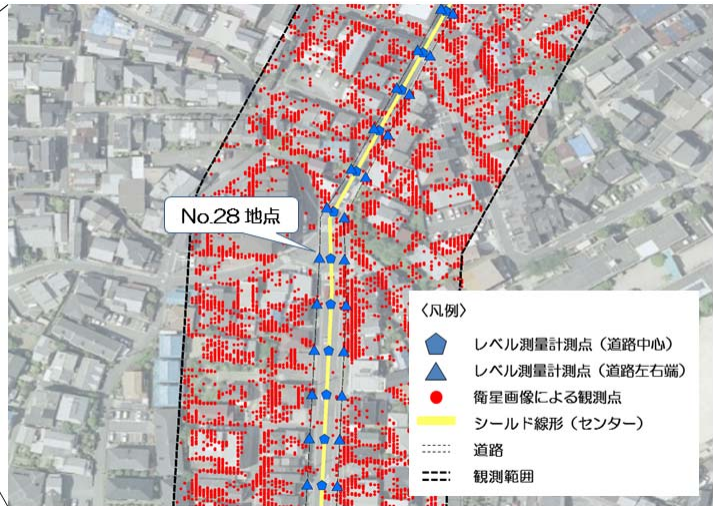 No.28 地点
〈凡例〉
レベル測量計測点（道路中心）
レベル測量計測点（道路左右端）
衛星画像による観測点
シールド線形（センター）
道路
観測範囲